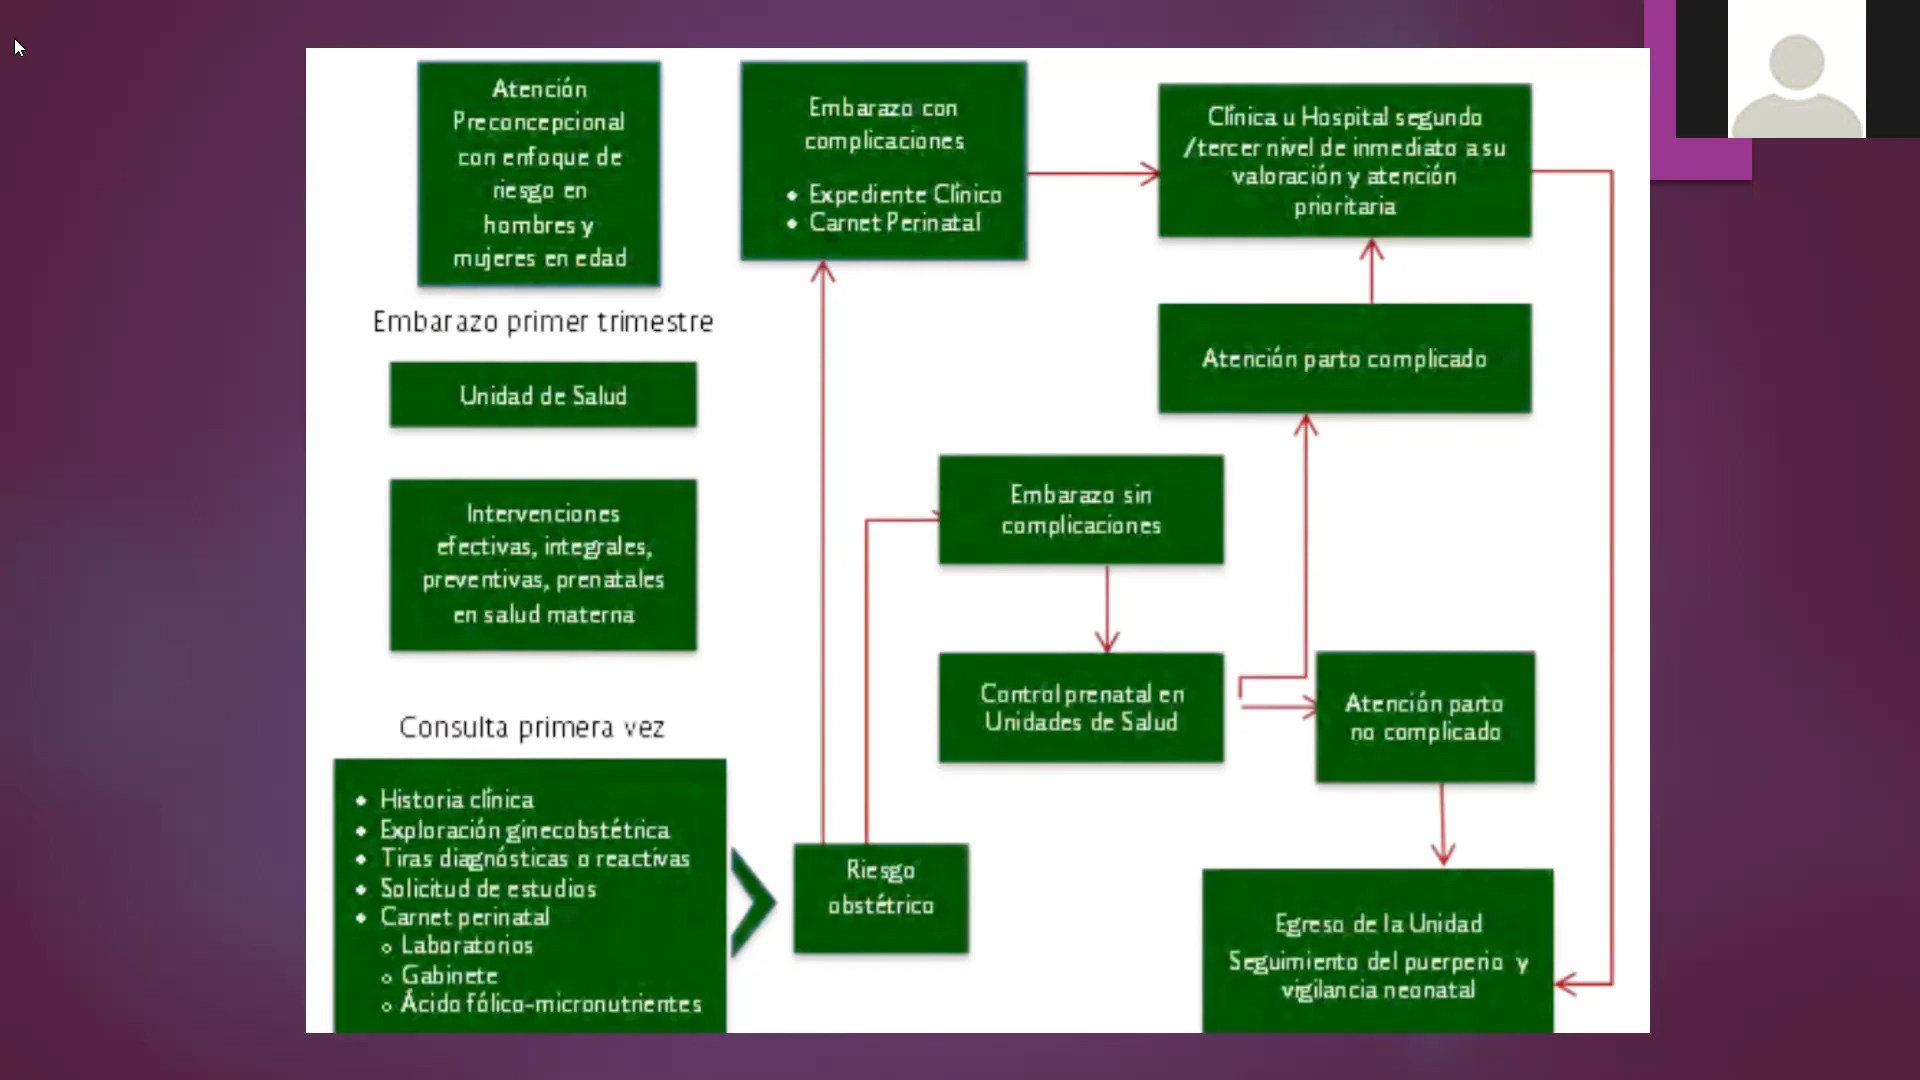 Atención
Preconcepcional
con enfoque de
riesgo en
hombres y
mujeres en edad
Embarazo primer trimestre
Unidad de Salud
Intervenciones
efectivas, integrales,
preventivas, prenatales
en salud materna
Consulta primera vez
• Historia clínica
• Exploración ginecobstétrica
• Tiras diagnósticas o reactivas
• Solicitud de estudios
• Carnet perinatal
o Laboratorios
o Gabinete
o Ácido fólico-micronutrientes
Riesgo
obstétrico
Embarazo con
complicaciones
• Expediente Clínico
• Carnet Perinatal
Clínica u Hospital segundo
/tercer nivel de inmediato a su
valoración y atención
prioritaria
Atención parto complicado
Embarazo sin
complicaciones
Control prenatal en
Unidades de Salud
Atención parto
no complicado
Egreso de la Unidad
Seguimiento del puerperio y
vigilancia neonatal